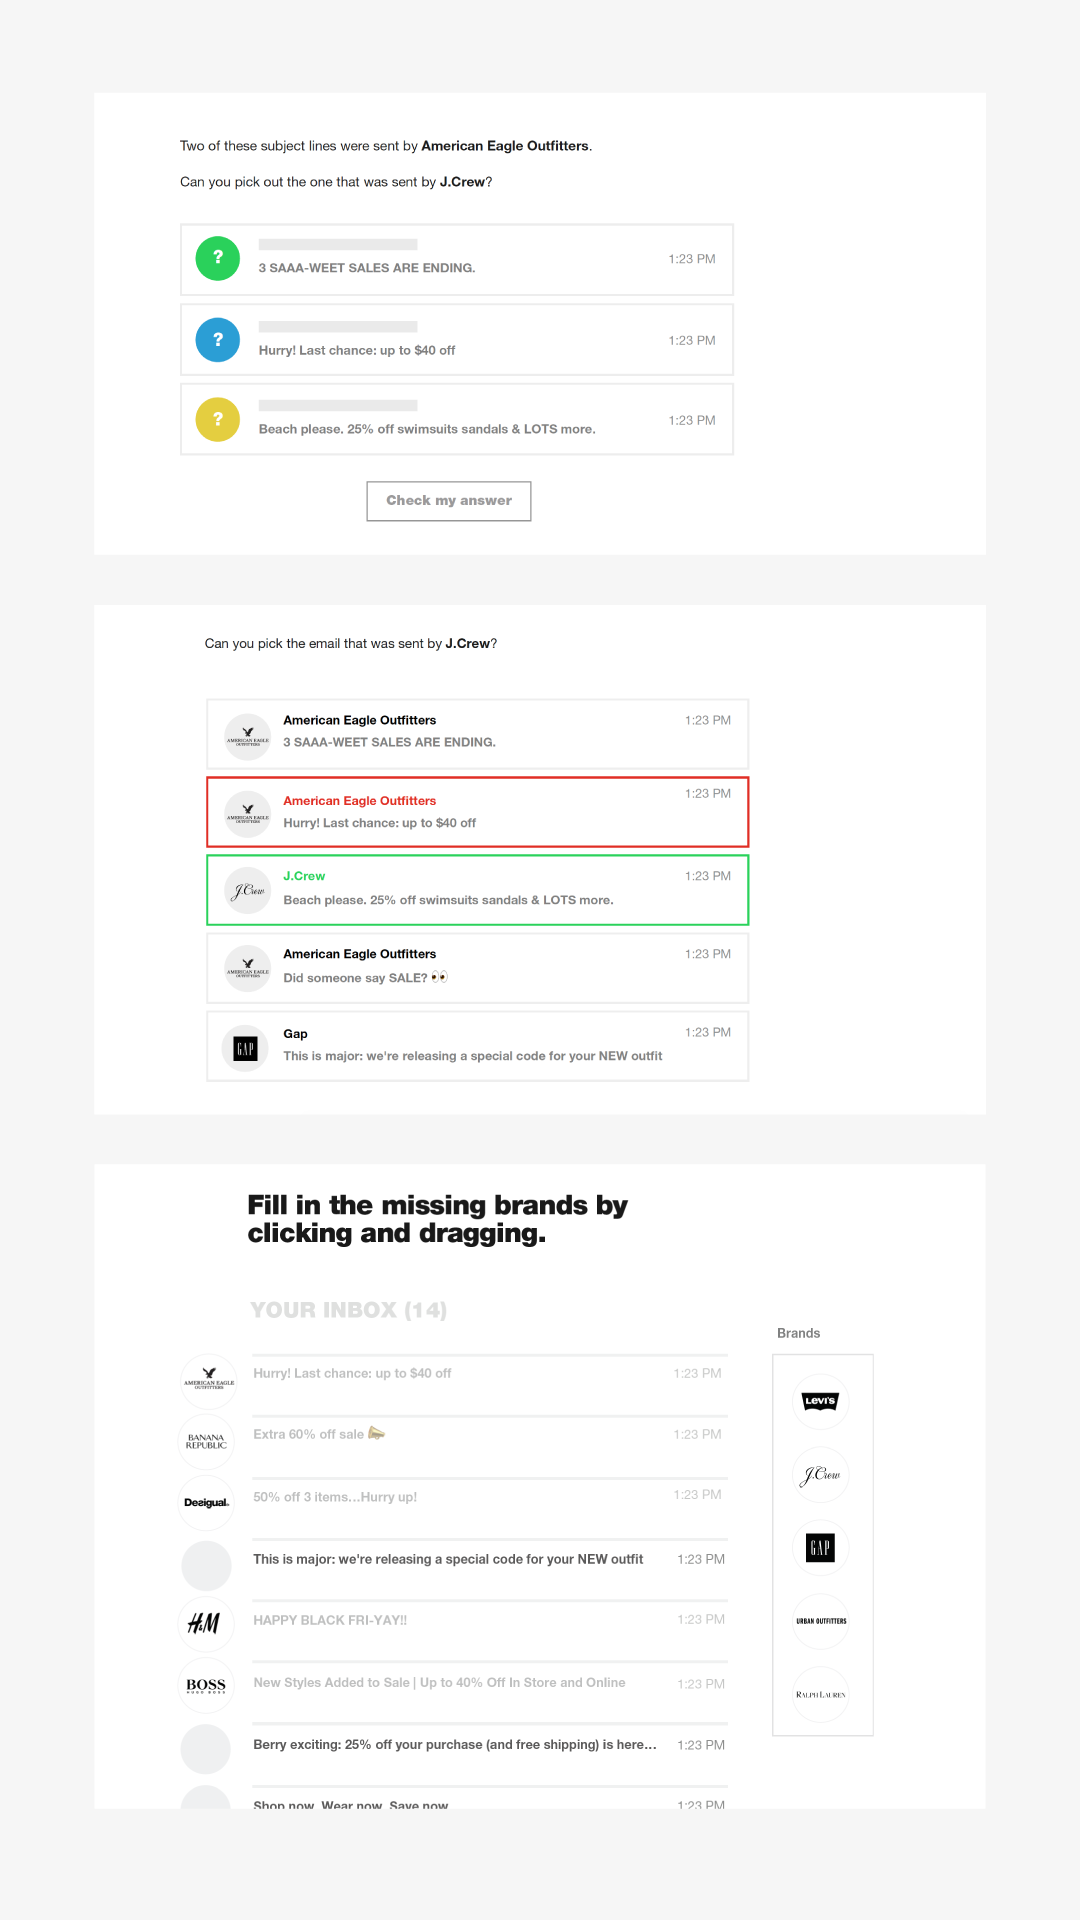 Two of these subject lines were sent by American Eagle Outfitters.
Can you pick out the one that was sent by J.Crew?
?
3 SAAA-WEET SALES ARE ENDING.
1:23 PM
?
Hurry! Last chance: up to $40 off
1:23 PM
?
Beach please. 25% off swimsuits sandals & LOTS more.
1:23 PM
Check my answer
Can you pick the email that was sent by J.Crew?
AMERICAN EAGLE
OUTFITTERS
American Eagle Outfitters
1:23 PM
3 SAAA-WEET SALES ARE ENDING.
AMERICAN EAGLE
OUTFITTERS
American Eagle Outfitters
1:23 PM
Hurry! Last chance: up to $40 off
J.Crew
J.Crew
1:23 PM
Beach please. 25% off swimsuits sandals & LOTS more.
AMERICAN EAGLE
OUTFITTERS
American Eagle Outfitters
1:23 PM
Did someone say SALE? 👀
GAP
Gap
1:23 PM
This is major: we're releasing a special code for your NEW outfit
Fill in the missing brands by
clicking and dragging.
YOUR INBOX (14)
AMERICAN EAGLE
OUTFITTERS
Hurry! Last chance: up to $40 off
1:23 PM
BANANA
REPUBLIC
Extra 60% off sale
1:23 PM
Desigual.
50% off 3 items...Hurry up!
1:23 PM
This is major: we're releasing a special code for your NEW outfit
1:23 PM
H&M
HAPPY BLACK FRI-YAY!!
1:23 PM
BOSS
HUGO BOSS
New Styles Added to Sale | Up to 40% Off In Store and Online
1:23 PM
Berry exciting: 25% off your purchase (and free shipping) is here...
1:23 PM
Shop now. Wear now. Save now
1:23 PM
Brands
LEVI'S
J.Crew
GAP
URBAN OUTFITTERS
RALPH LAUREN